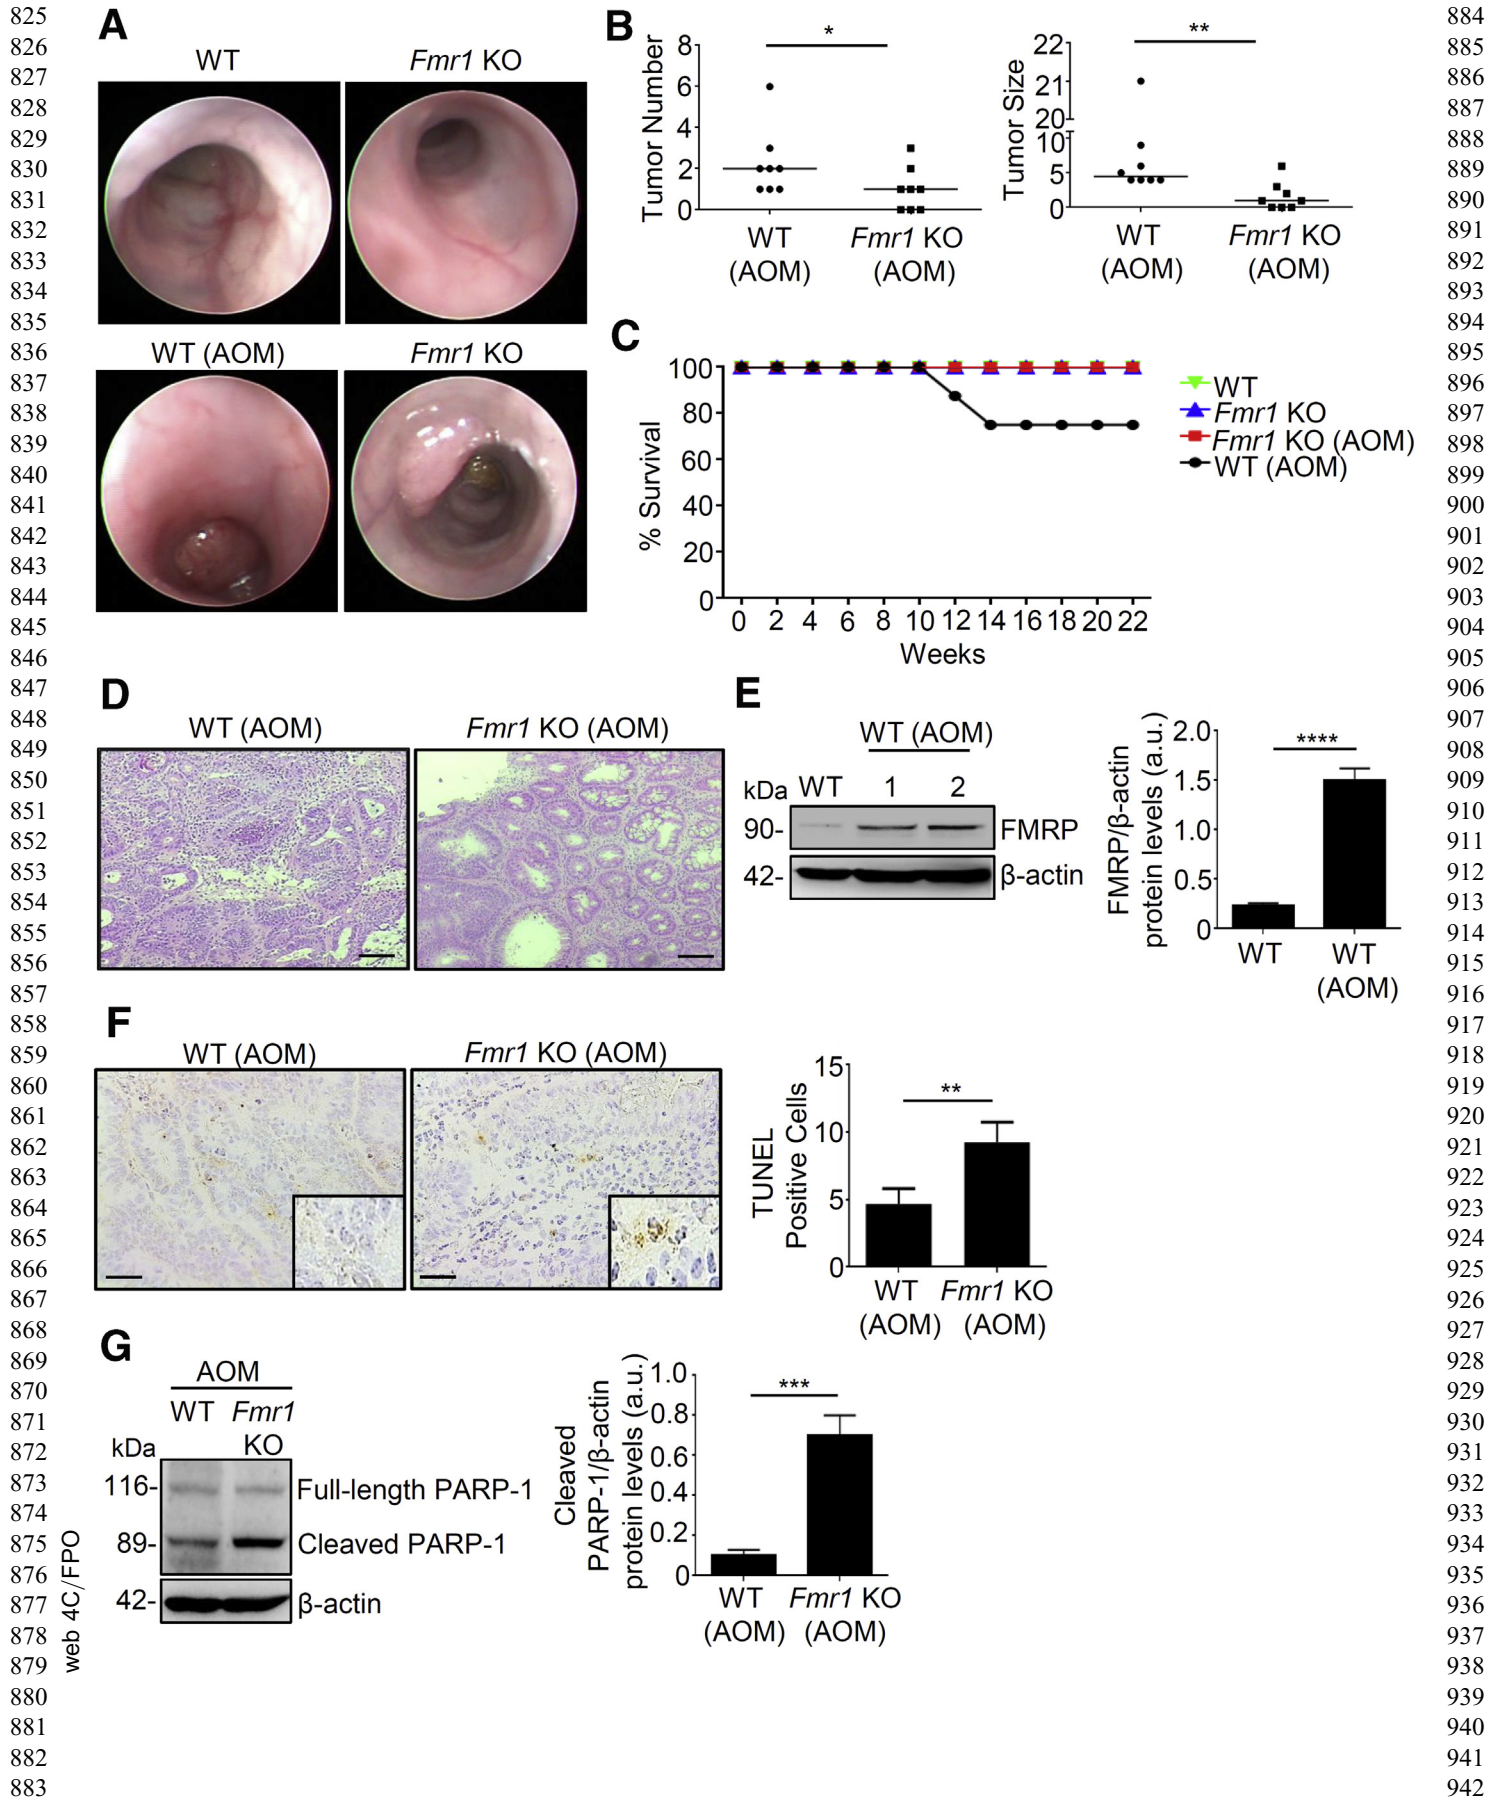 825
826
827
828
829
830
831
832
833
834
835
836
837
838
839
840
841
842
843
844
845
846
847
848
849
850
851
852
853
854
855
856
857
858
859
860
861
862
863
864
865
866
867
868
869
870
871
872
873
874
875
876
877
878
879
880
881
882
883
web 4C/FPO
A
WT
Fmr1 KO
WT (AOM)
Fmr1 KO
B
Tumor Number
8
6
4
2
0
*
WT
(AOM)
Fmr1 KO
(AOM)
Tumor Size
22
21
20
10
5
0
**
WT
(AOM)
Fmr1 KO
(AOM)
C
% Survival
100
80
60
40
20
0
0 2 4 6 8 10 12 14 16 18 20 22
Weeks
WT
Fmr1 KO
Fmr1 KO (AOM)
WT (AOM)
D
WT (AOM)
Fmr1 KO (AOM)
E
WT (AOM)
kDa WT 1 2
90- FMRP
42- β-actin
FMRP/β-actin
protein levels (a.u.)
2.0
1.5
1.0
0.5
0
****
WT
WT
(AOM)
F
WT (AOM)
Fmr1 KO (AOM)
TUNEL
Positive Cells
15
10
5
0
**
WT
(AOM)
Fmr1 KO
(AOM)
G
AOM
WT Fmr1
KO
kDa
116- Full-length PARP-1
89- Cleaved PARP-1
42- β-actin
Cleaved
PARP-1/β-actin
protein levels (a.u.)
1.0
0.8
0.6
0.4
0.2
0
***
WT
(AOM)
Fmr1 KO
(AOM)
884
885
886
887
888
889
890
891
892
893
894
895
896
897
898
899
900
901
902
903
904
905
906
907
908
909
910
911
912
913
914
915
916
917
918
919
920
921
922
923
924
925
926
927
928
929
930
931
932
933
934
935
936
937
938
939
940
941
942